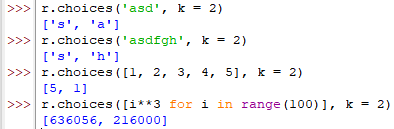 >>> r.choices('asd', k = 2)
['s', 'a']
>>> r.choices('asdfgh', k = 2)
['s', 'h']
>>> r.choices([1, 2, 3, 4, 5], k = 2)
[5, 1]
>>> r.choices([i**3 for i in range(100)], k = 2)
[636056, 216000]